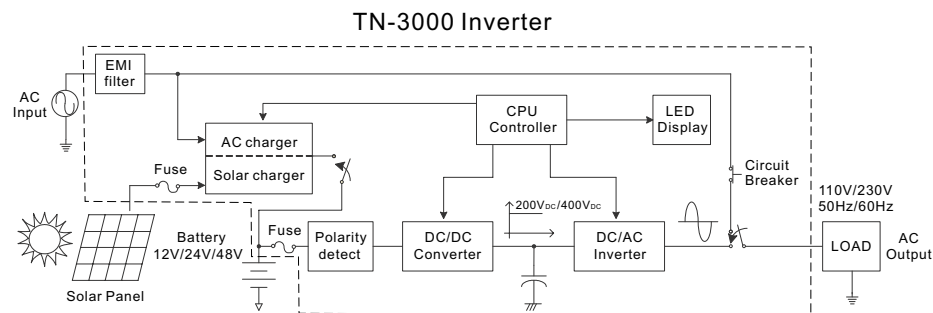 TN-3000 Inverter
EMI
filter
AC
Input
CPU
Controller
LED
Display
AC charger
Solar charger
Fuse
Circuit
Breaker
110V/230V
50Hz/60Hz
200VDC/400VDC
Battery
12V/24V/48V
Fuse
Polarity
detect
DC/DC
Converter
DC/AC
Inverter
LOAD
AC
Output
Solar Panel